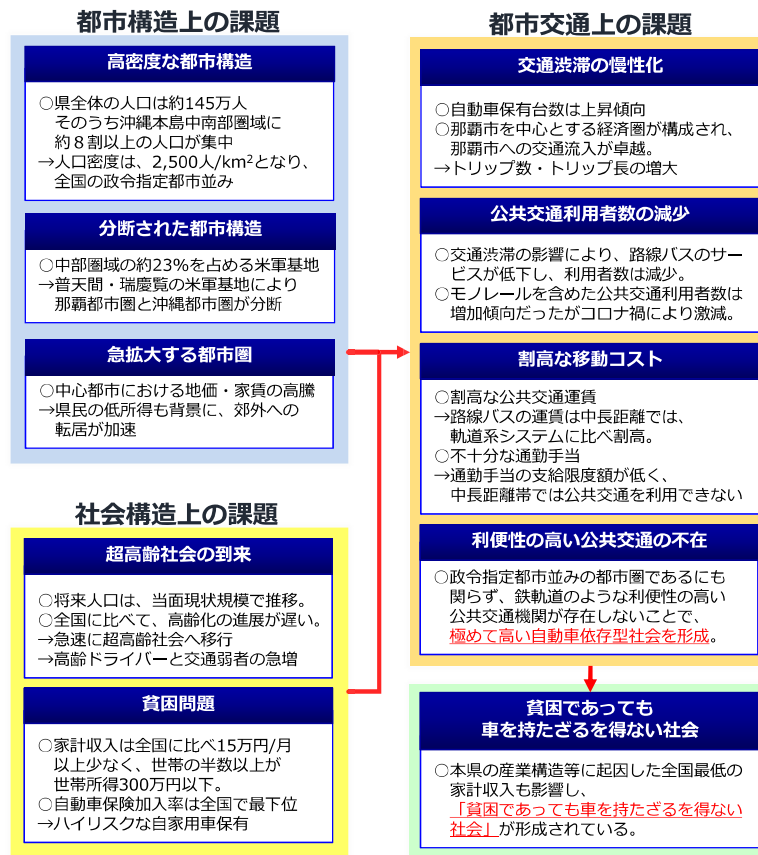 都市構造上の課題
高密度な都市構造
○県全体の人口は約145万人
そのうち沖縄本島中南部圏域に
約８割以上の人口が集中
→人口密度は、2,500人/km²となり、
全国の政令指定都市並み
分断された都市構造
○中部圏域の約23%を占める米軍基地
→普天間・瑞慶覧の米軍基地により
那覇都市圏と沖縄都市圏が分断
急拡大する都市圏
○中心都市における地価・家賃の高騰
→県民の低所得も背景に、郊外への
転居が加速
社会構造上の課題
超高齢社会の到来
○将来人口は、当面現状規模で推移。
○全国に比べて、高齢化の進展が遅い。
→急速に超高齢社会へ移行
→高齢ドライバーと交通弱者の急増
貧困問題
○家計収入は全国に比べ15万円/月
以上少なく、世帯の半数以上が
世帯所得300万円以下。
○自動車保険加入率は全国で最下位
→ハイリスクな自家用車保有
都市交通上の課題
交通渋滞の慢性化
○自動車保有台数は上昇傾向
○那覇市を中心とする経済圏が構成され、
那覇市への交通流入が卓越。
→トリップ数・トリップ長の増大
公共交通利用者数の減少
○交通渋滞の影響により、路線バスのサー
ビスが低下し、利用者数は減少。
○モノレールを含めた公共交通利用者数は
増加傾向だったがコロナ禍により激減。
割高な移動コスト
○割高な公共交通運賃
→路線バスの運賃は中長距離では、
軌道系システムに比べ割高。
○不十分な通勤手当
→通勤手当の支給限度額が低く、
中長距離帯では公共交通を利用できない
利便性の高い公共交通の不在
○政令指定都市並みの都市圏であるにも
関らず、鉄軌道のような利便性の高い
公共交通機関が存在しないことで、
極めて高い自動車依存型社会を形成。
貧困であっても
車を持たざるを得ない社会
○本県の産業構造等に起因した全国最低の
家計収入も影響し、
「貧困であっても車を持たざるを得ない
社会」が形成されている。